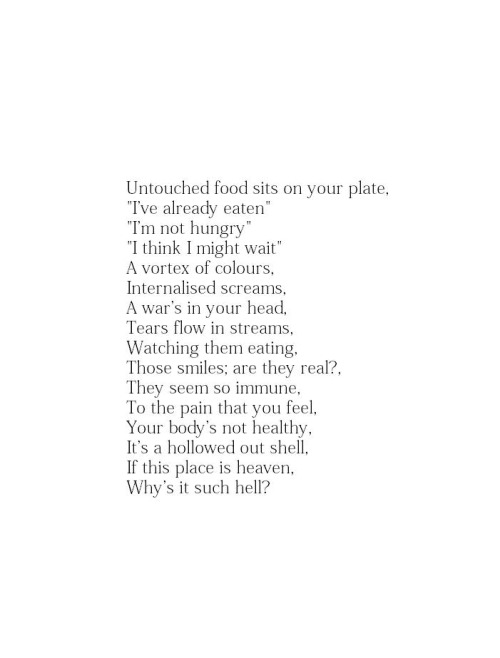 Untouched food sits on your plate,
"I've already eaten"
"I'm not hungry"
"I think I might wait"
A vortex of colours,
Internalised screams,
A war's in your head,
Tears flow in streams,
Watching them eating,
Those smiles; are they real?,
They seem so immune,
To the pain that you feel,
Your body's not healthy,
It's a hollowed out shell,
If this place is heaven,
Why's it such hell?